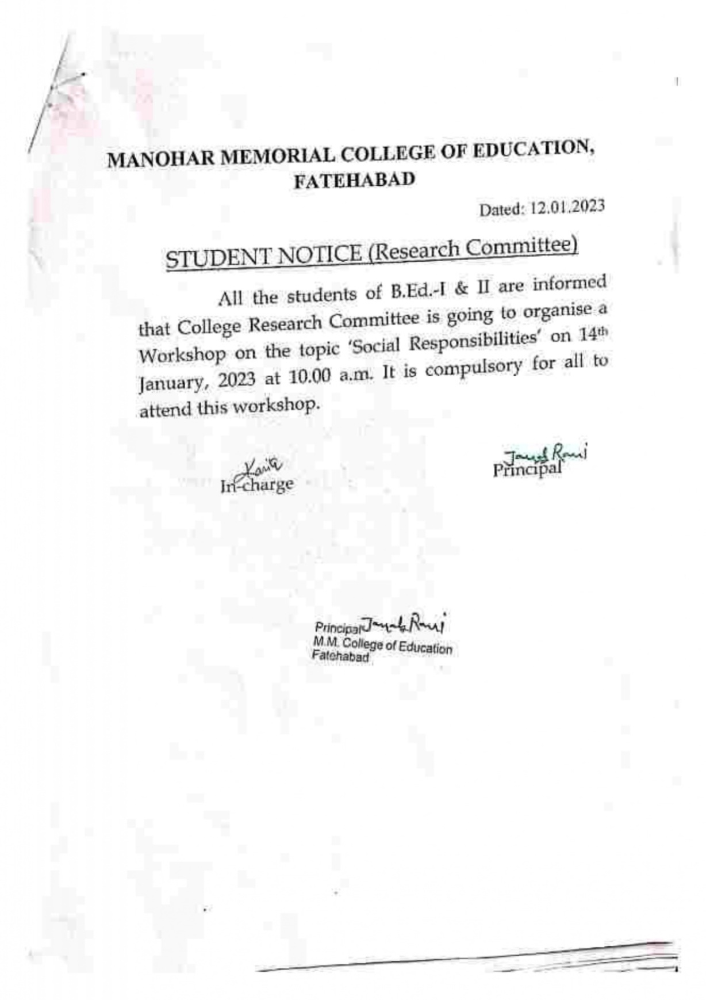 MANOHAR MEMORIAL COLLEGE OF EDUCATION,
FATEHABAD
Dated: 12.01.2023
STUDENT NOTICE (Research Committee)
All the students of B.Ed.-I & II are informed
that College Research Committee is going to organise a
Workshop on the topic ‘Social Responsibilities’ on 14th
January, 2023 at 10.00 a.m. It is compulsory for all to
attend this workshop.
In-charge
Rani
Principal
Principal Rani
M.M. College of Education
Fatehabad